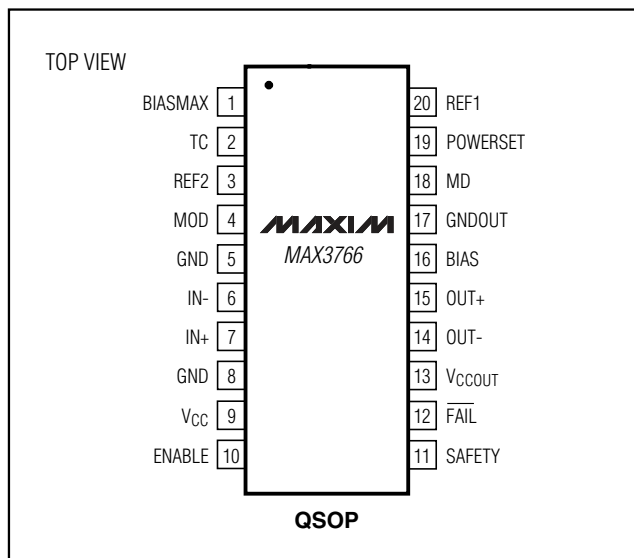 TOP VIEW
BIASMAX 1
TC 2
REF2 3
MOD 4
GND 5
IN- 6
IN+ 7
GND 8
VCC 9
ENABLE 10
MAXIM
MAX3766
20 REF1
19 POWERSET
18 MD
17 GNDOUT
16 BIAS
15 OUT+
14 OUT-
13 VCCOUT
12 FAIL
11 SAFETY
QSOP